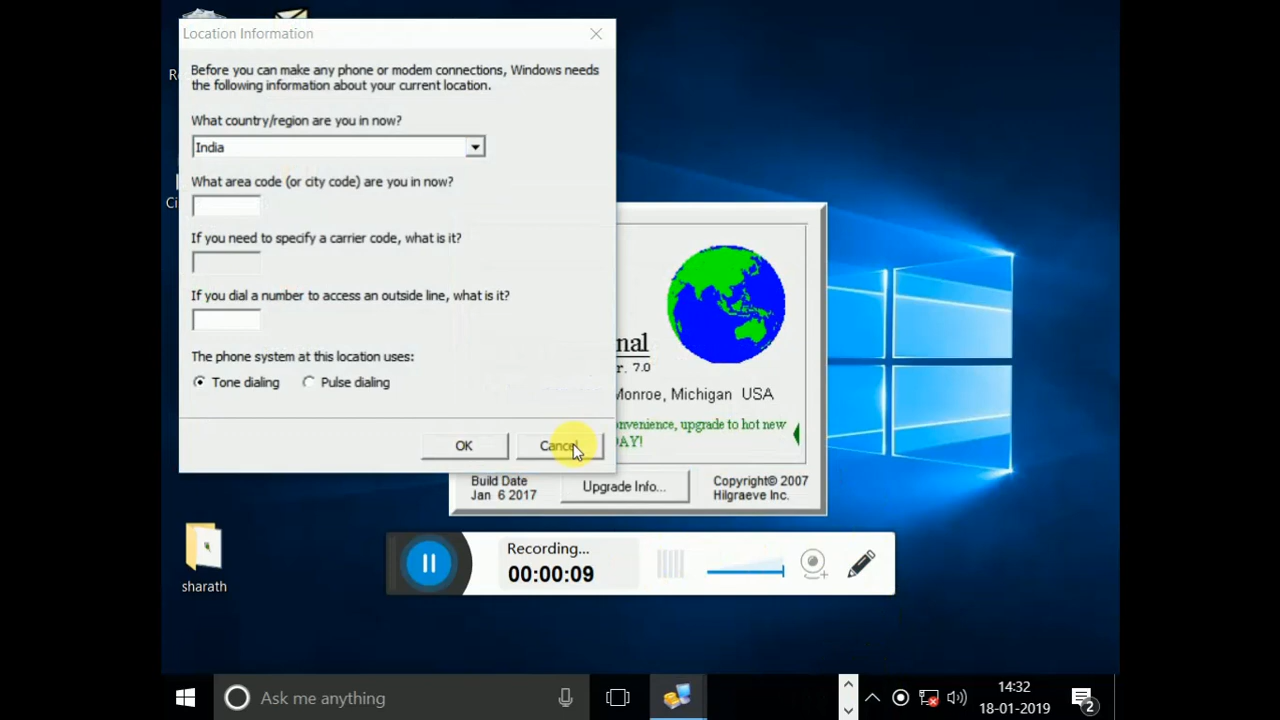 Location Information
Before you can make any phone or modem connections, Windows needs
the following information about your current location.
What country/region are you in now?
India
What area code (or city code) are you in now?
If you need to specify a carrier code, what is it?
If you dial a number to access an outside line, what is it?
The phone system at this location uses:
Tone dialing
Pulse dialing
OK
Cancel
nal
r. 7.0
Monroe, Michigan USA
onvenience, upgrade to hot new
AY!
Build Date
Jan 6 2017
Upgrade Info...
Copyright© 2007
Hilgraeve Inc.
Recording...
00:00:09
sharath
Ask me anything
14:32
18-01-2019
2